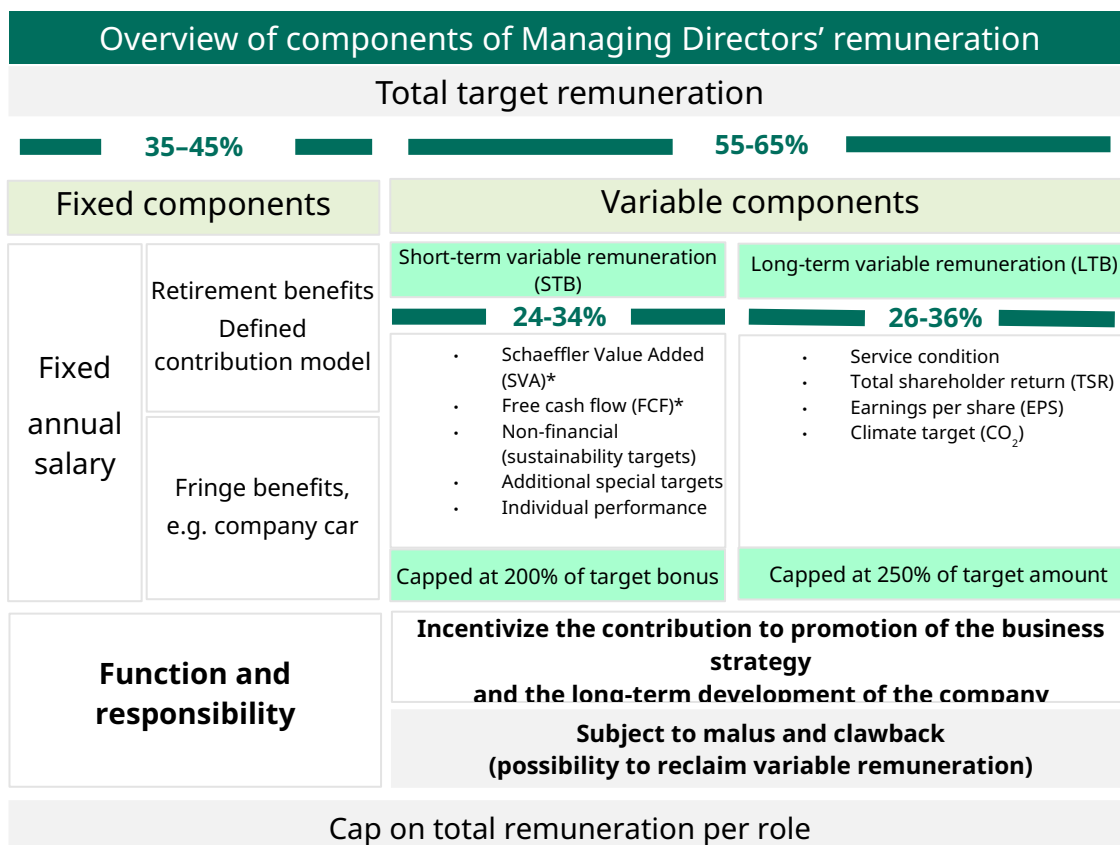 Overview of components of Managing Directors’ remuneration
Total target remuneration
35–45%
55-65%
Fixed components
Variable components
Fixed
annual
salary
Retirement benefits
Defined
contribution model
Fringe benefits,
e.g. company car
Short-term variable remuneration
(STB)
24-34%
• Schaeffler Value Added
(SVA)*
• Free cash flow (FCF)*
• Non-financial
(sustainability targets)
• Additional special targets
• Individual performance
Capped at 200% of target bonus
Long-term variable remuneration (LTB)
26-36%
• Service condition
• Total shareholder return (TSR)
• Earnings per share (EPS)
• Climate target (CO₂)
Capped at 250% of target amount
Function and
responsibility
Incentivize the contribution to promotion of the business
strategy
and the long-term development of the company
Subject to malus and clawback
(possibility to reclaim variable remuneration)
Cap on total remuneration per role